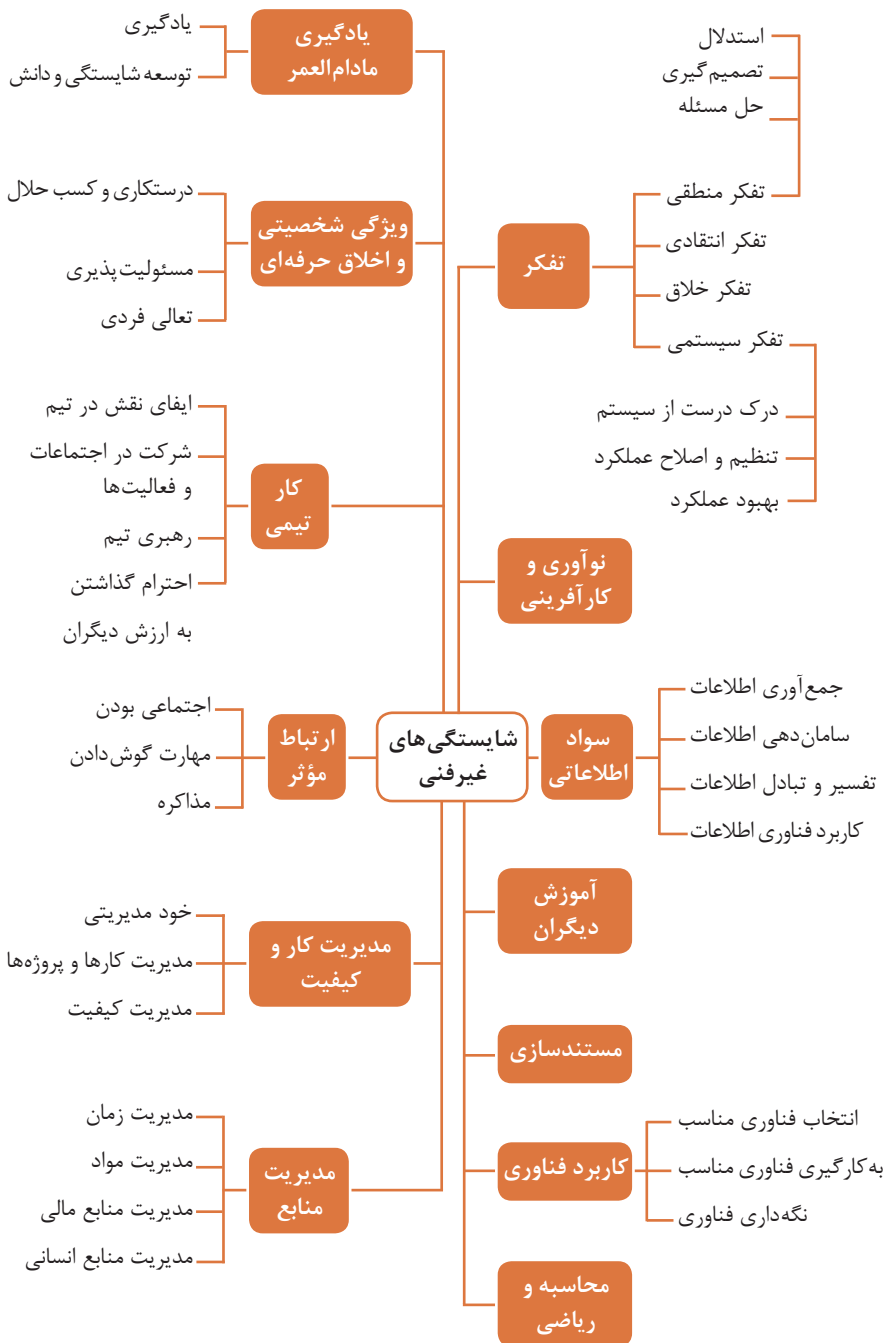 شایستگی‌های
غیرفنی
تفکر
استدلال
تصمیم‌گیری
حل مسئله
تفکر منطقی
تفکر انتقادی
تفکر خلاق
تفکر سیستمی
درک درست از سیستم
تنظیم و اصلاح عملکرد
بهبود عملکرد
نوآوری و
کارآفرینی
سواد
اطلاعاتی
جمع‌آوری اطلاعات
سامان‌دهی اطلاعات
تفسیر و تبادل اطلاعات
کاربرد فناوری اطلاعات
آموزش
دیگران
مستندسازی
کاربرد فناوری
انتخاب فناوری مناسب
به‌کارگیری فناوری مناسب
نگه‌داری فناوری
محاسبه و
ریاضی
یادگیری
مادام‌العمر
یادگیری
توسعه شایستگی و دانش
ویژگی شخصیتی
و اخلاق حرفه‌ای
درستکاری و کسب حلال
مسئولیت‌پذیری
تعالی فردی
کار
تیمی
ایفای نقش در تیم
شرکت در اجتماعات
و فعالیت‌ها
رهبری تیم
احترام گذاشتن
به ارزش دیگران
ارتباط
مؤثر
اجتماعی بودن
مهارت گوش‌دادن
مذاکره
مدیریت کار و
کیفیت
خود مدیریتی
مدیریت کارها و پروژه‌ها
مدیریت کیفیت
مدیریت
منابع
مدیریت زمان
مدیریت مواد
مدیریت منابع مالی
مدیریت منابع انسانی